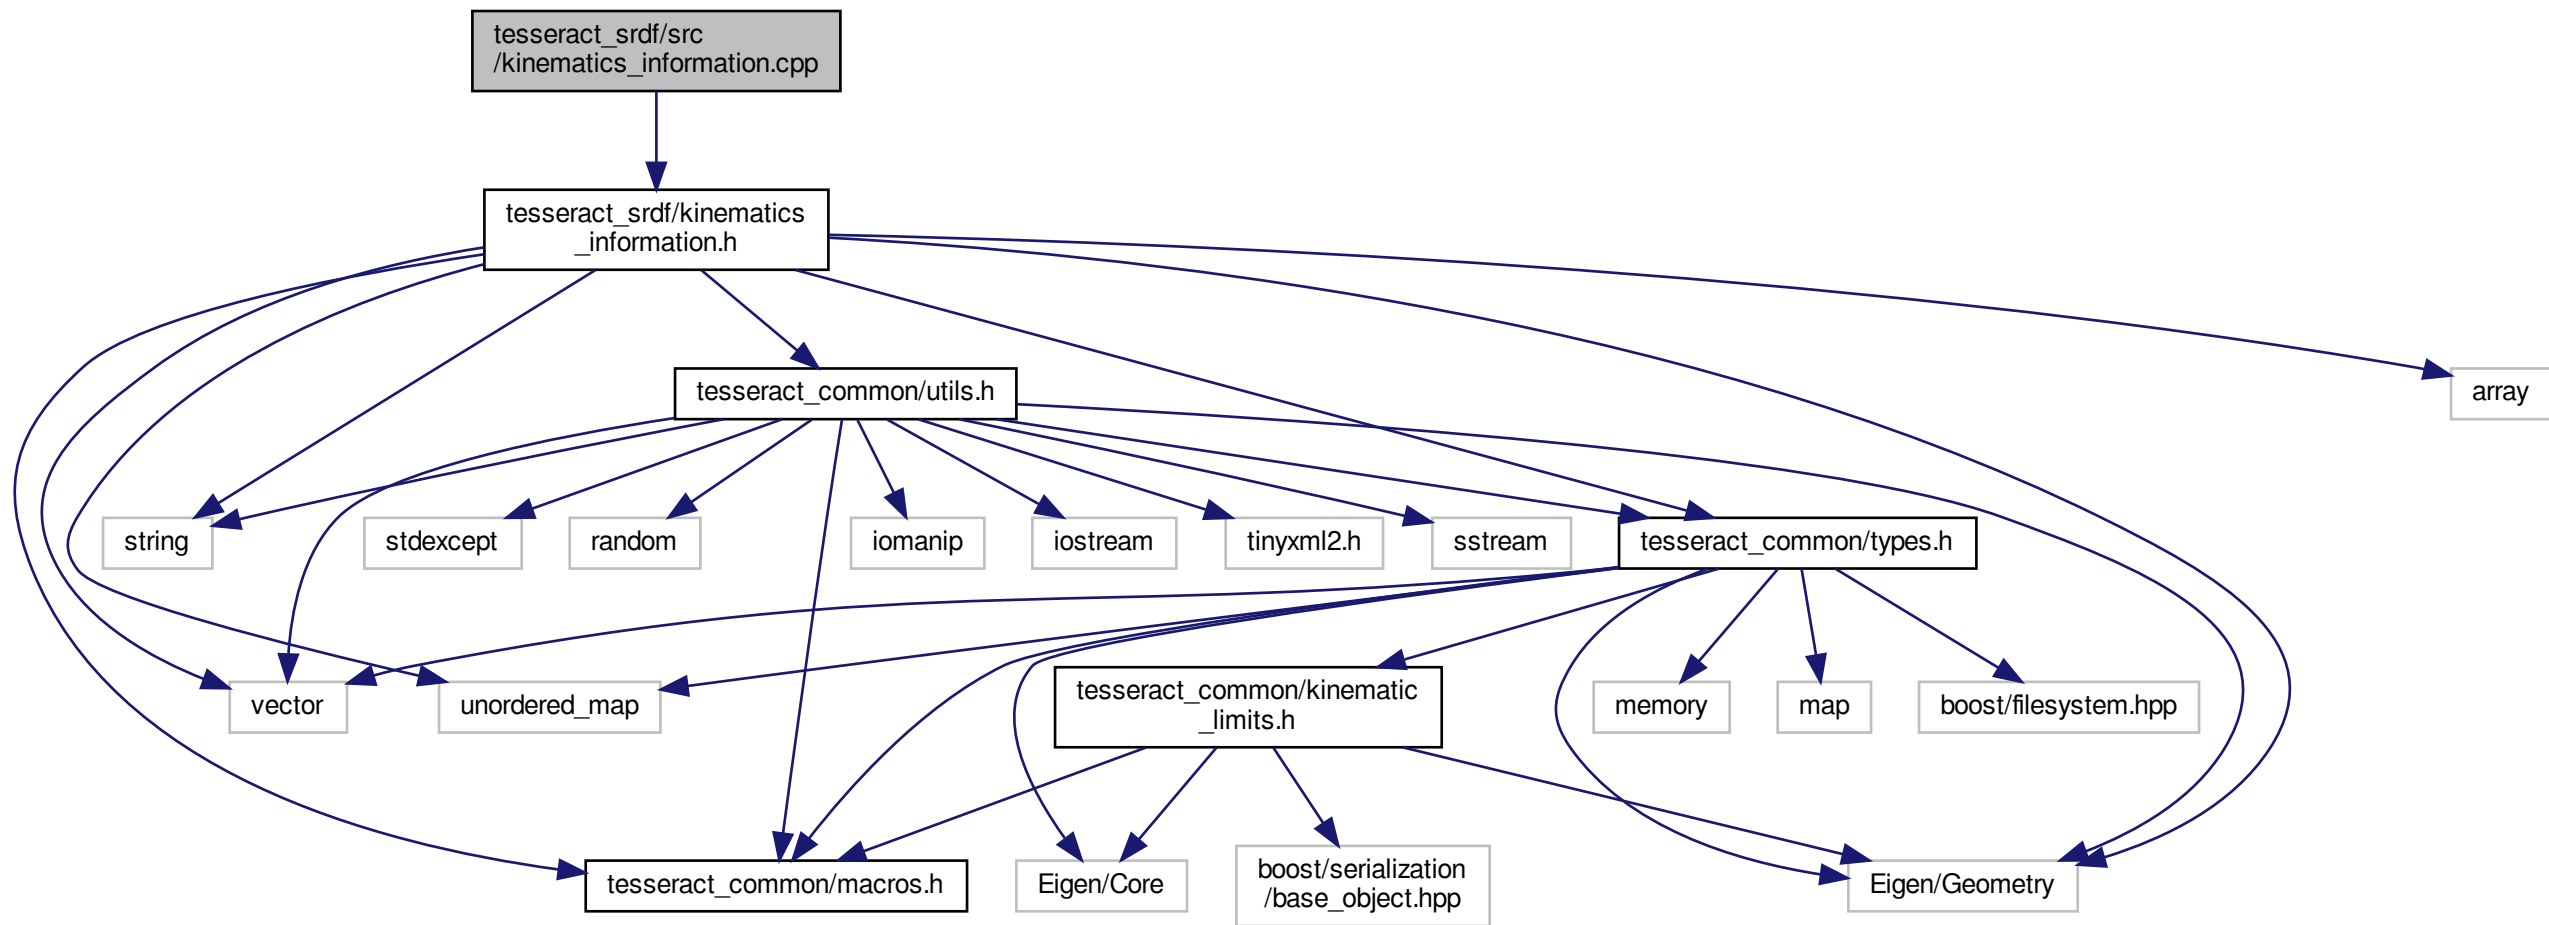 tesseract_srdf/src
/kinematics_information.cpp
tesseract_srdf/kinematics
_information.h
tesseract_common/utils.h
array
string
stdexcept
random
iomanip
iostream
tinyxml2.h
sstream
tesseract_common/types.h
vector
unordered_map
tesseract_common/kinematic
_limits.h
memory
map
boost/filesystem.hpp
tesseract_common/macros.h
Eigen/Core
boost/serialization
/base_object.hpp
Eigen/Geometry